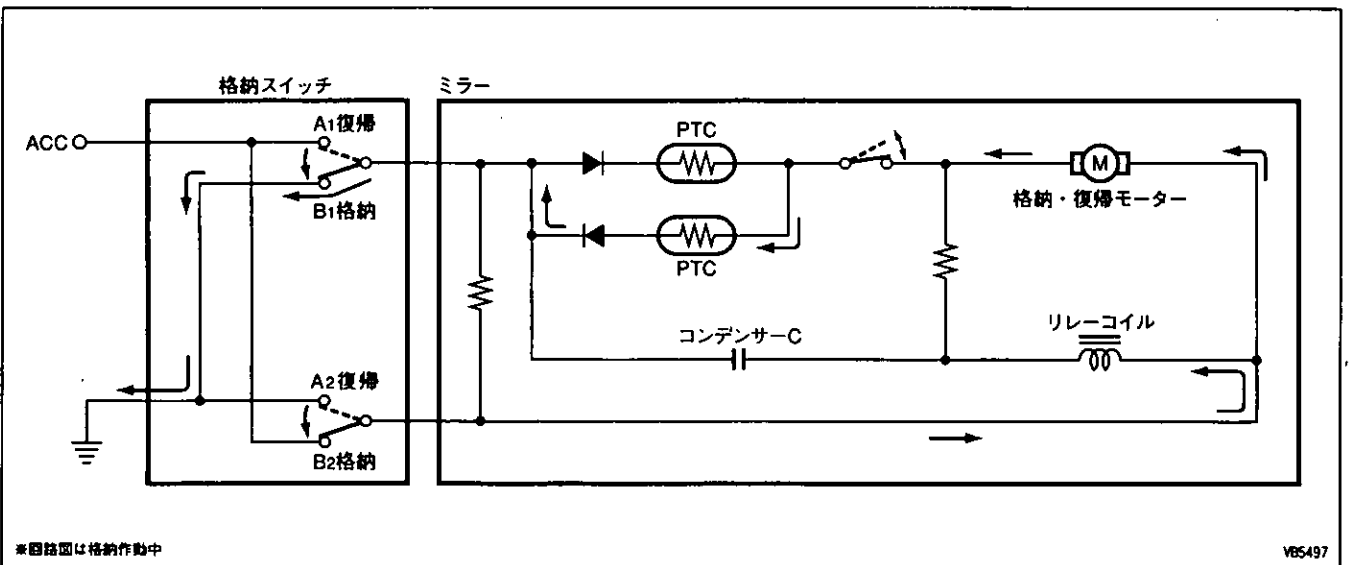 格納スイッチ
ミラー
ACC
A1復帰
B1格納
PTC
PTC
M
格納・復帰モーター
コンデンサーC
リレーコイル
A2復帰
B2格納
※回路図は格納作動中
VB5497